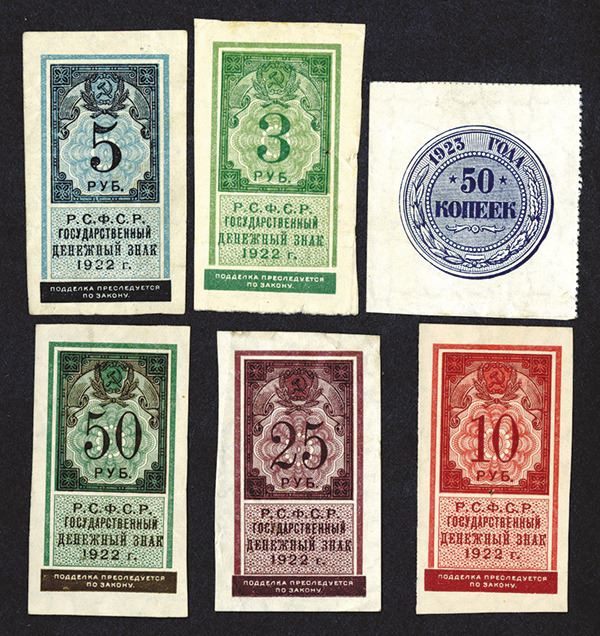 5
РУБ.
Р.С.Ф.С.Р.
ГОСУДАРСТВЕННЫЙ
ДЕНЕЖНЫЙ ЗНАК
1922 г.
ПОДДЕЛКА ПРЕСЛЕДУЕТСЯ
ПО ЗАКОНУ.
3
РУБ.
Р.С.Ф.С.Р.
ГОСУДАРСТВЕННЫЙ
ДЕНЕЖНЫЙ ЗНАК
1922 г.
ПОДДЕЛКА ПРЕСЛЕДУЕТСЯ
ПО ЗАКОНУ.
1923 ГОДА
50
КОПЕЕК
50
РУБ.
Р.С.Ф.С.Р.
ГОСУДАРСТВЕННЫЙ
ДЕНЕЖНЫЙ ЗНАК
1922 г.
ПОДДЕЛКА ПРЕСЛЕДУЕТСЯ
ПО ЗАКОНУ.
25
РУБ.
Р.С.Ф.С.Р.
ГОСУДАРСТВЕННЫЙ
ДЕНЕЖНЫЙ ЗНАК
1922 г.
ПОДДЕЛКА ПРЕСЛЕДУЕТСЯ
ПО ЗАКОНУ.
10
РУБ.
Р.С.Ф.С.Р.
ГОСУДАРСТВЕННЫЙ
ДЕНЕЖНЫЙ ЗНАК
1922 г.
ПОДДЕЛКА ПРЕСЛЕДУЕТСЯ
ПО ЗАКОНУ.